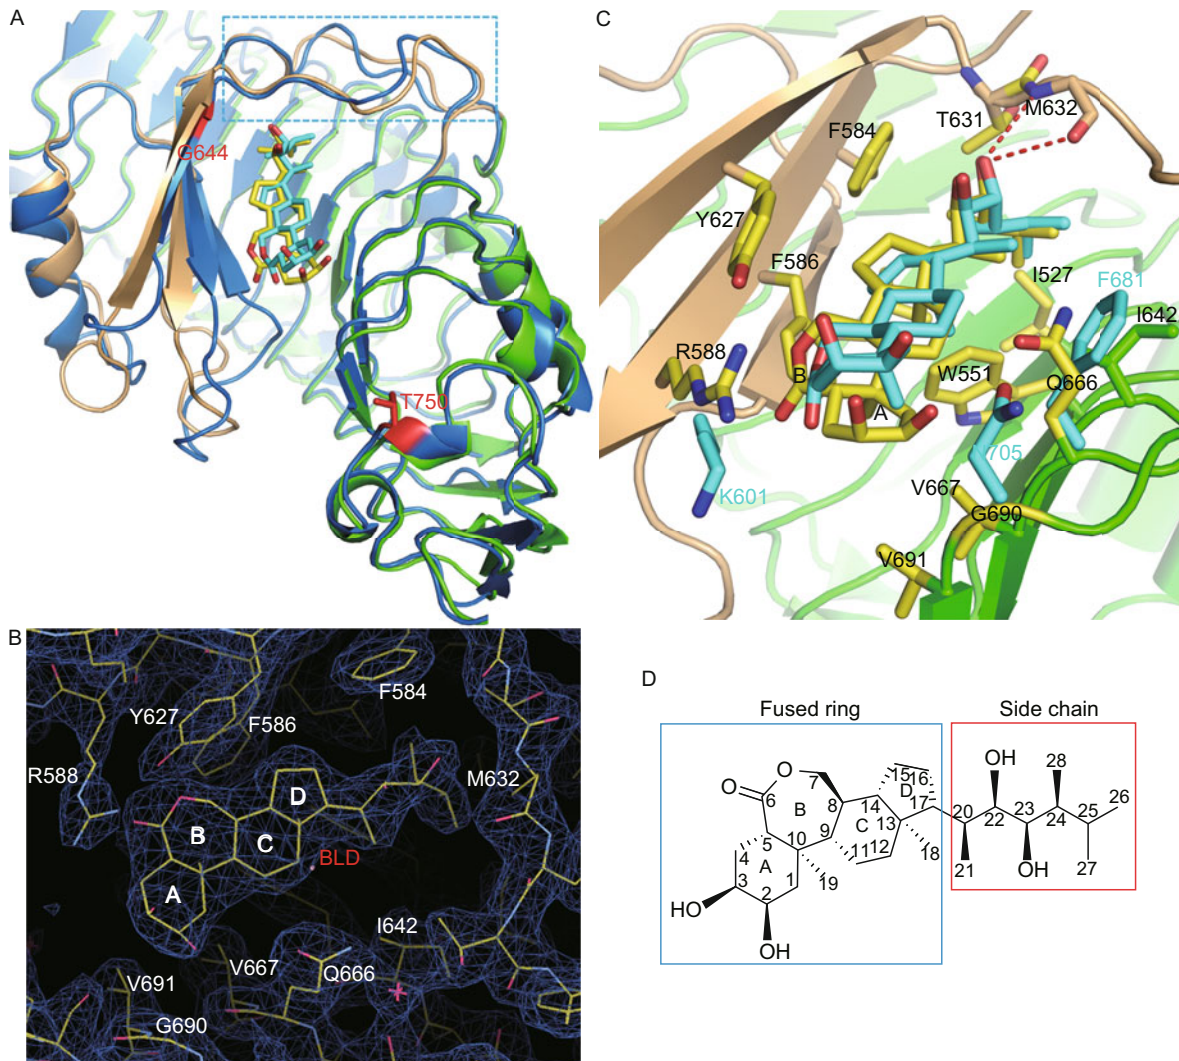 A
G644
T750
B
Y627
F586
F584
R588
M632
D
B
C
BLD
A
I642
V667
Q666
V691
G690
C
T631
M632
F584
Y627
F586
I527
F681
I642
R588
B
W551
Q666
A
705
K601
V667
G690
V691
D
Fused ring
Side chain
O
O
7
6
B
8
15
16
D
14
17
OH
28
20
22
23
24
25
26
21
OH
27
5
10
9
C
13
11
12
18
4
A
1
19
3
2
HO
OH